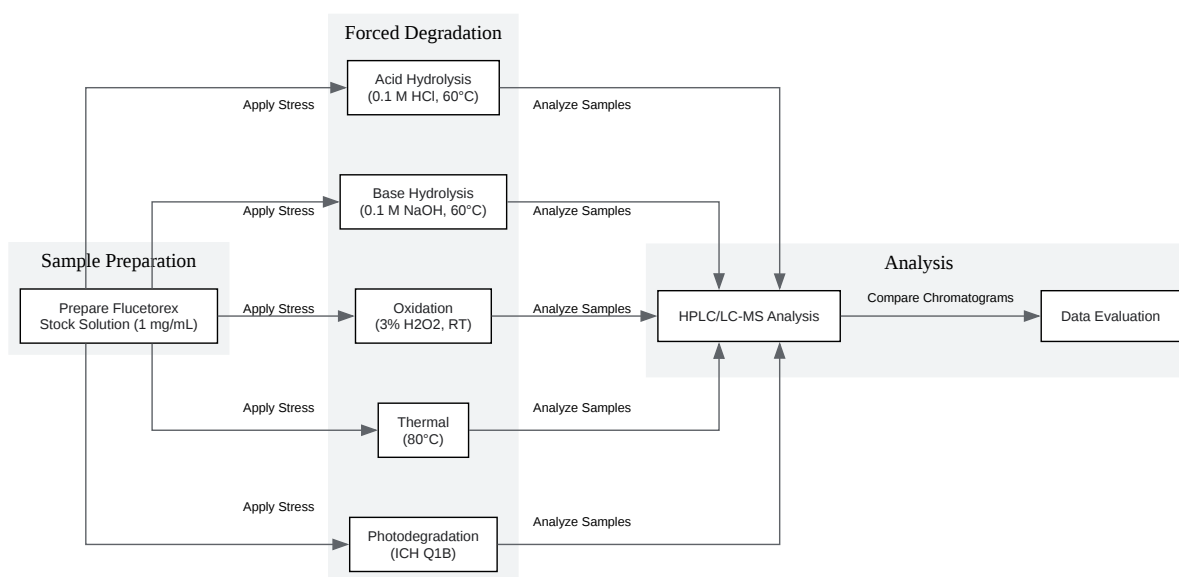 Forced Degradation
Acid Hydrolysis
(0.1 M HCl, 60°C)
Apply Stress
Analyze Samples
Base Hydrolysis
(0.1 M NaOH, 60°C)
Apply Stress
Analyze Samples
Sample Preparation
Analysis
Prepare Flucetorex
Stock Solution (1 mg/mL)
Apply Stress
Oxidation
(3% H2O2, RT)
Analyze Samples
HPLC/LC-MS Analysis
Compare Chromatograms
Data Evaluation
Apply Stress
Thermal
(80°C)
Analyze Samples
Apply Stress
Photodegradation
(ICH Q1B)
Analyze Samples